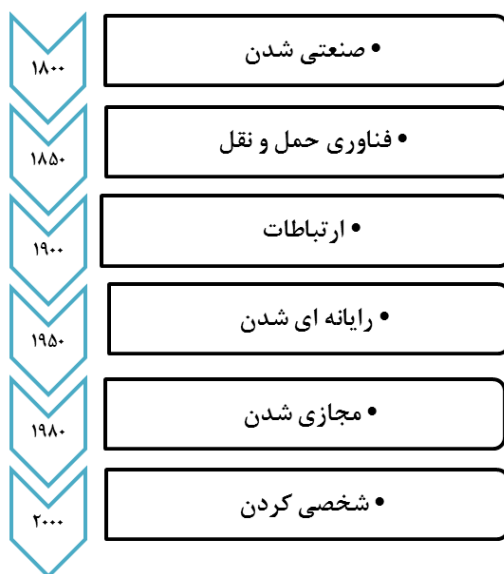 ۱۸۰۰
• صنعتی شدن
۱۸۵۰
• فناوری حمل و نقل
۱۹۰۰
• ارتباطات
۱۹۵۰
• رایانه ای شدن
۱۹۸۰
• مجازی شدن
۲۰۰۰
• شخصی کردن